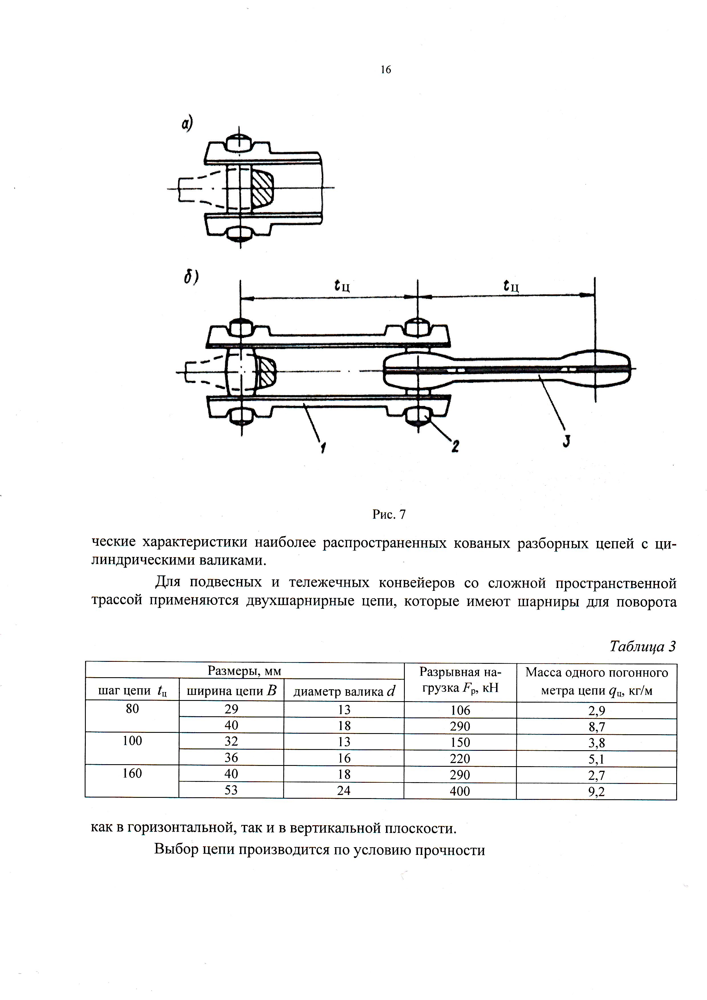 16
а)
б)
tц tц
1 2 3
Рис. 7
ческие характеристики наиболее распространенных кованых разборных цепей с ци-
линдрическими валиками.
Для подвесных и тележечных конвейеров со сложной пространственной
трассой применяются двухшарнирные цепи, которые имеют шарниры для поворота
Таблица 3
Размеры, мм Разрывная на- Масса одного погонного
шаг цепи tц ширина цепи B диаметр валика d грузка Fр, кН метра цепи qц, кг/м
80 29 13 106 2,9
40 18 290 8,7
100 32 13 150 3,8
36 16 220 5,1
160 40 18 290 2,7
53 24 400 9,2
как в горизонтальной, так и в вертикальной плоскости.
Выбор цепи производится по условию прочности